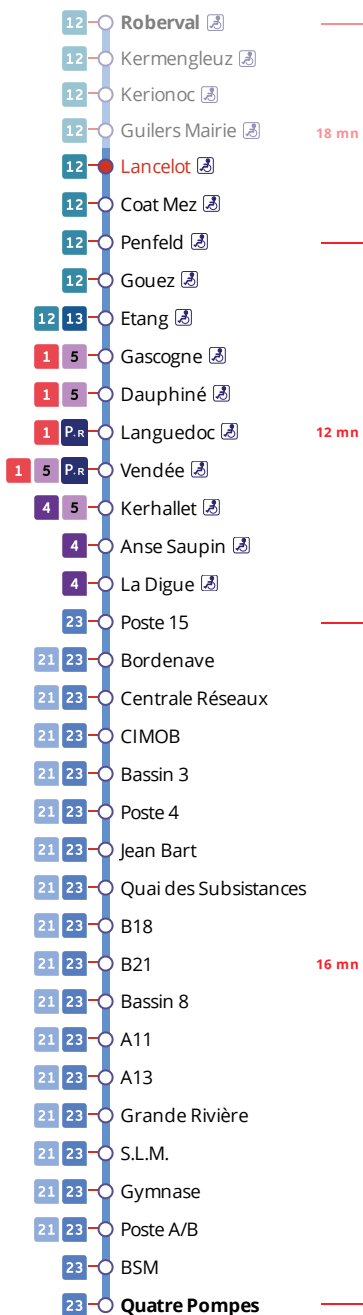 12 Roberval
12 Kermengleuz
12 Kerionoc
12 Guilers Mairie 18 mn
12 Lancelot
12 Coat Mez
12 Penfeld
12 Gouez
12 13 Etang
1 5 Gascogne
1 5 Dauphiné
1 P.R Languedoc 12 mn
1 5 P.R Vendée
4 5 Kerhallet
4 Anse Saupin
4 La Digue
23 Poste 15
21 23 Bordenave
21 23 Centrale Réseaux
21 23 CIMOB
21 23 Bassin 3
21 23 Poste 4
21 23 Jean Bart
21 23 Quai des Subsistances
21 23 B18
21 23 B21 16 mn
21 23 Bassin 8
21 23 A11
21 23 A13
21 23 Grande Rivière
21 23 S.L.M.
21 23 Gymnase
21 23 Poste A/B
23 BSM
23 Quatre Pompes